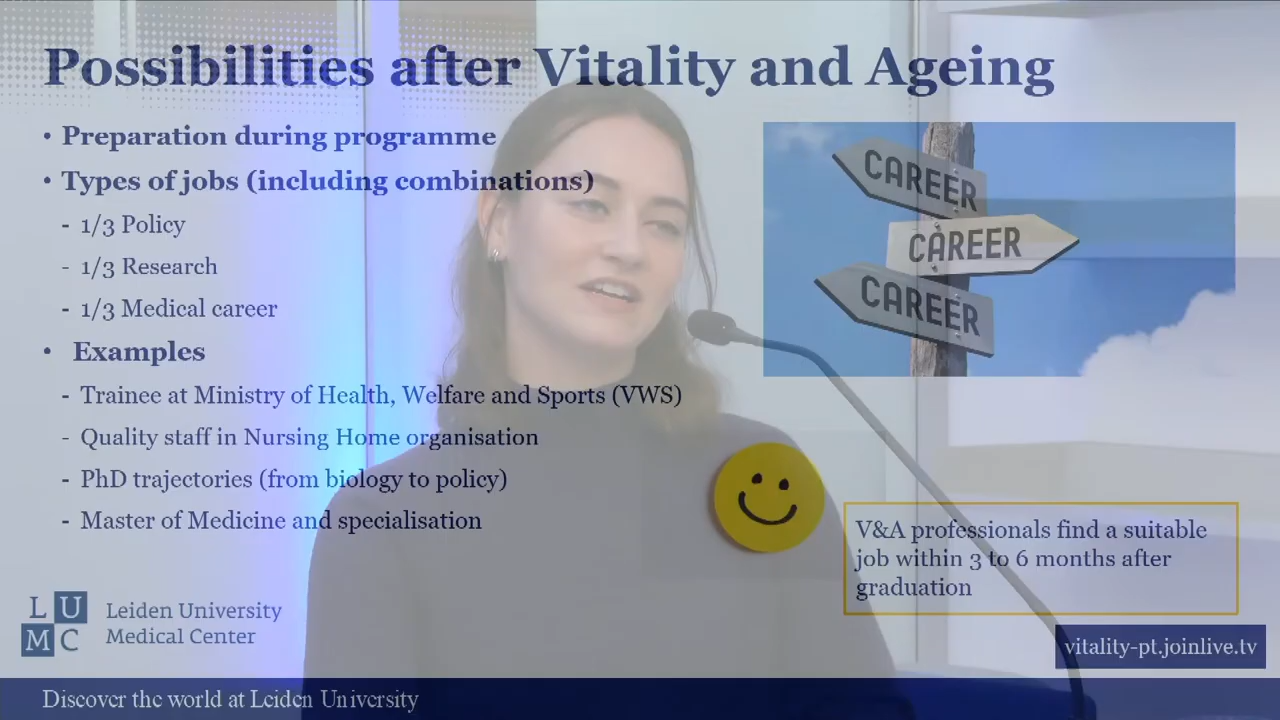 Possibilities after Vitality and Ageing
• Preparation during programme
• Types of jobs (including combinations)
- 1/3 Policy
- 1/3 Research
- 1/3 Medical career
• Examples
- Trainee at Ministry of Health, Welfare and Sports (VWS)
- Quality staff in Nursing Home organisation
- PhD trajectories (from biology to policy)
- Master of Medicine and specialisation
CAREER
CAREER
CAREER
V&A professionals find a suitable
job within 3 to 6 months after
graduation
L U
M C
Leiden University
Medical Center
vitality-pt.joinlive.tv
Discover the world at Leiden University